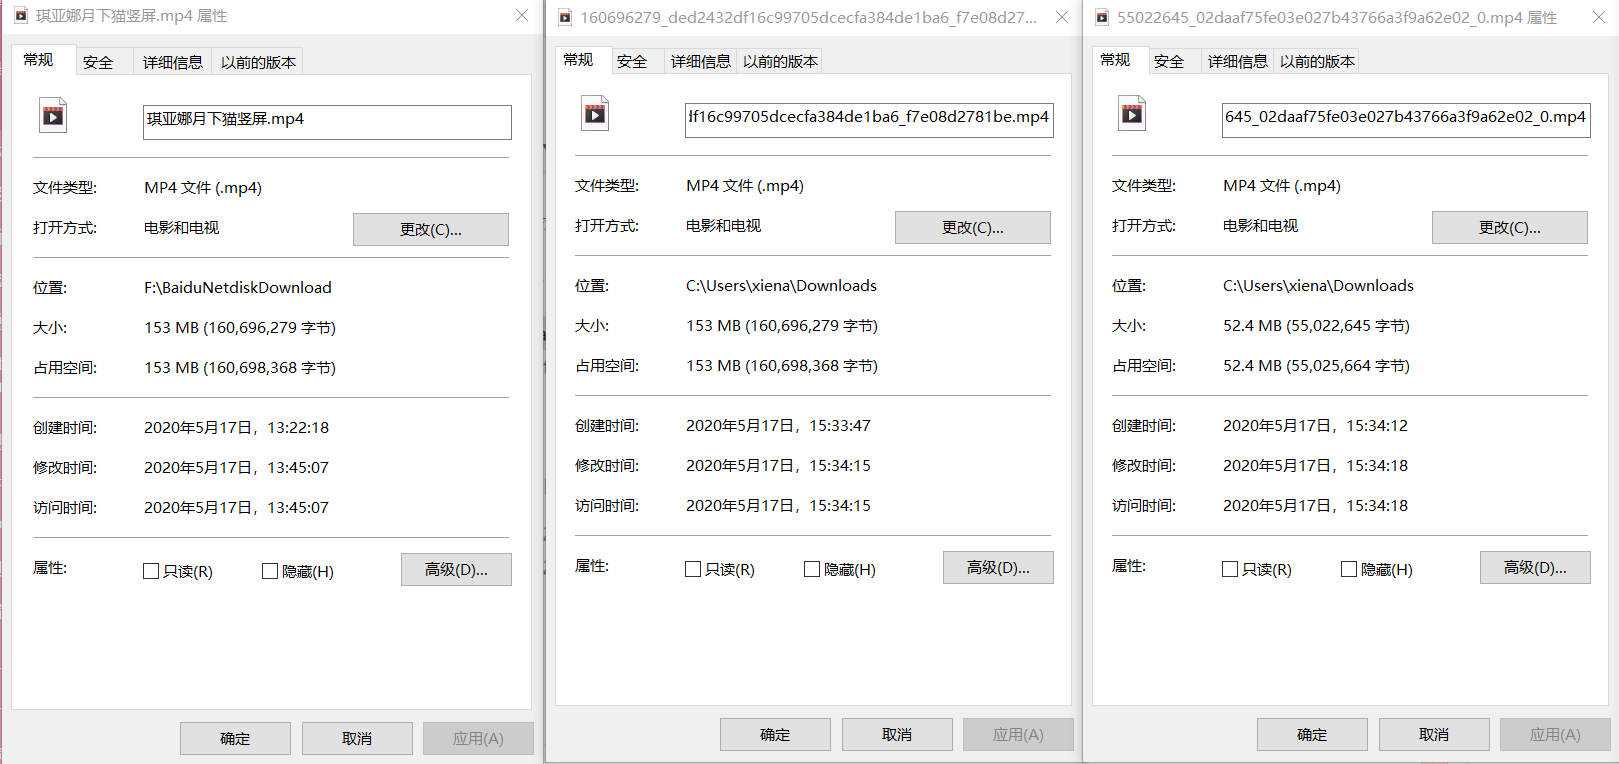 琪亚娜月下猫竖屏.mp4 属性
常规
安全
详细信息
以前的版本
琪亚娜月下猫竖屏.mp4
文件类型:
MP4 文件 (.mp4)
打开方式:
电影和电视
更改(C)...
位置:
F:\BaiduNetdiskDownload
大小:
153 MB (160,696,279 字节)
占用空间:
153 MB (160,698,368 字节)
创建时间:
2020年5月17日，13:22:18
修改时间:
2020年5月17日，13:45:07
访问时间:
2020年5月17日，13:45:07
属性:
只读(R)
隐藏(H)
高级(D)...
确定
取消
应用(A)
160696279_ded2432df16c99705dcecfa384de1ba6_f7e08d27...
常规
安全
详细信息
以前的版本
df16c99705dcecfa384de1ba6_f7e08d2781be.mp4
文件类型:
MP4 文件 (.mp4)
打开方式:
电影和电视
更改(C)...
位置:
C:\Users\xiena\Downloads
大小:
153 MB (160,696,279 字节)
占用空间:
153 MB (160,698,368 字节)
创建时间:
2020年5月17日，15:33:47
修改时间:
2020年5月17日，15:34:15
访问时间:
2020年5月17日，15:34:15
属性:
只读(R)
隐藏(H)
高级(D)...
确定
取消
应用(A)
55022645_02daaf75fe03e027b43766a3f9a62e02_0.mp4 属性
常规
安全
详细信息
以前的版本
645_02daaf75fe03e027b43766a3f9a62e02_0.mp4
文件类型:
MP4 文件 (.mp4)
打开方式:
电影和电视
更改(C)...
位置:
C:\Users\xiena\Downloads
大小:
52.4 MB (55,022,645 字节)
占用空间:
52.4 MB (55,025,664 字节)
创建时间:
2020年5月17日，15:34:12
修改时间:
2020年5月17日，15:34:18
访问时间:
2020年5月17日，15:34:18
属性:
只读(R)
隐藏(H)
高级(D)...
确定
取消
应用(A)